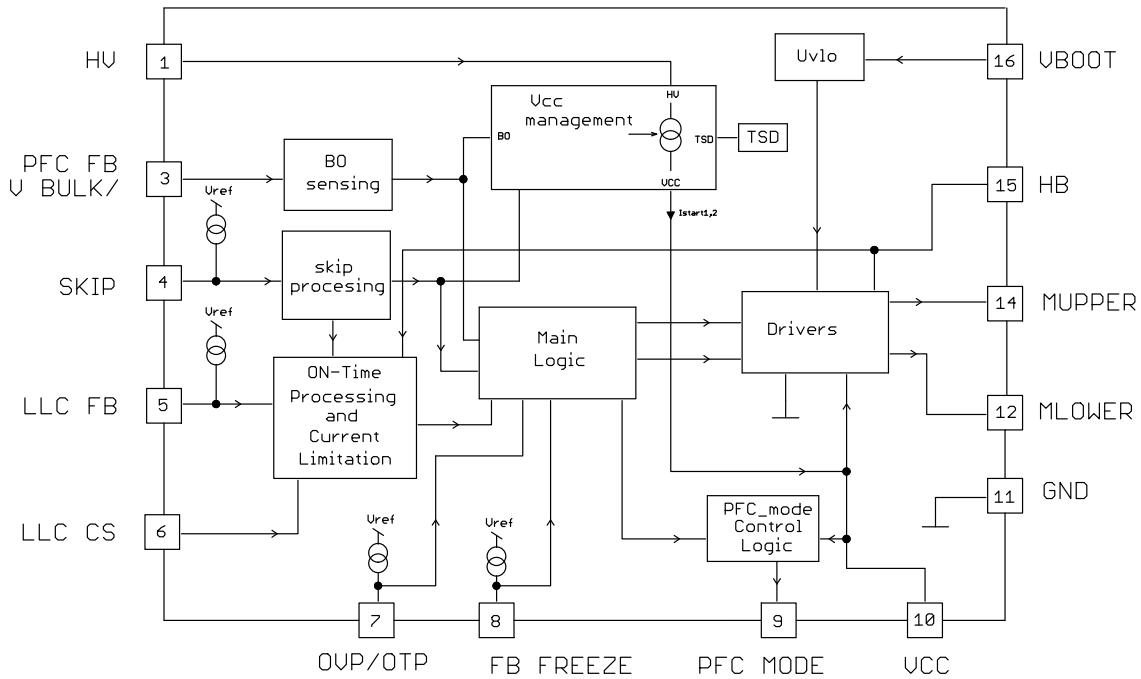 HV
1
Uvlo
16
VBOOT
HV
Vcc
management
BO
TSD
TSD
VCC
Istart1,2
PFC FB
V BULK/
3
BO
sensing
15
HB
Vref
SKIP
4
skip
procesing
14
MUPPER
Drivers
Vref
Main
Logic
LLC FB
5
ON-Time
Processing
and
Current
Limitation
12
MLOWER
11
GND
PFC_mode
Control
Logic
LLC CS
6
Vref
Vref
7
8
9
10
OVP/OTP
FB FREEZE
PFC MODE
VCC